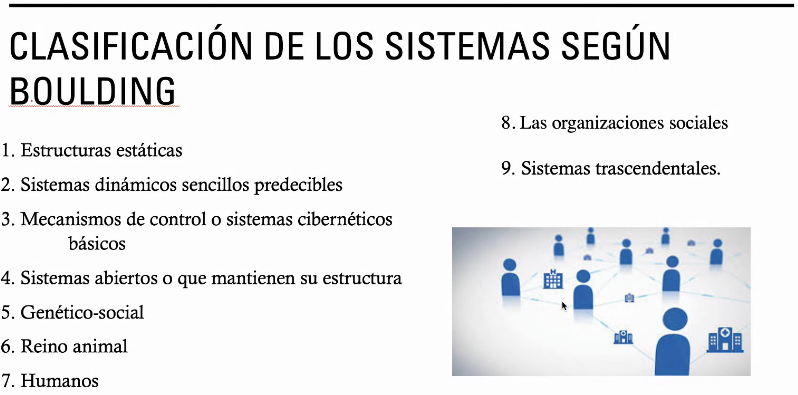 CLASIFICACIÓN DE LOS SISTEMAS SEGÚN
BOULDING
1. Estructuras estáticas
2. Sistemas dinámicos sencillos predecibles
3. Mecanismos de control o sistemas cibernéticos
básicos
4. Sistemas abiertos o que mantienen su estructura
5. Genético-social
6. Reino animal
7. Humanos
8. Las organizaciones sociales
9. Sistemas trascendentales.